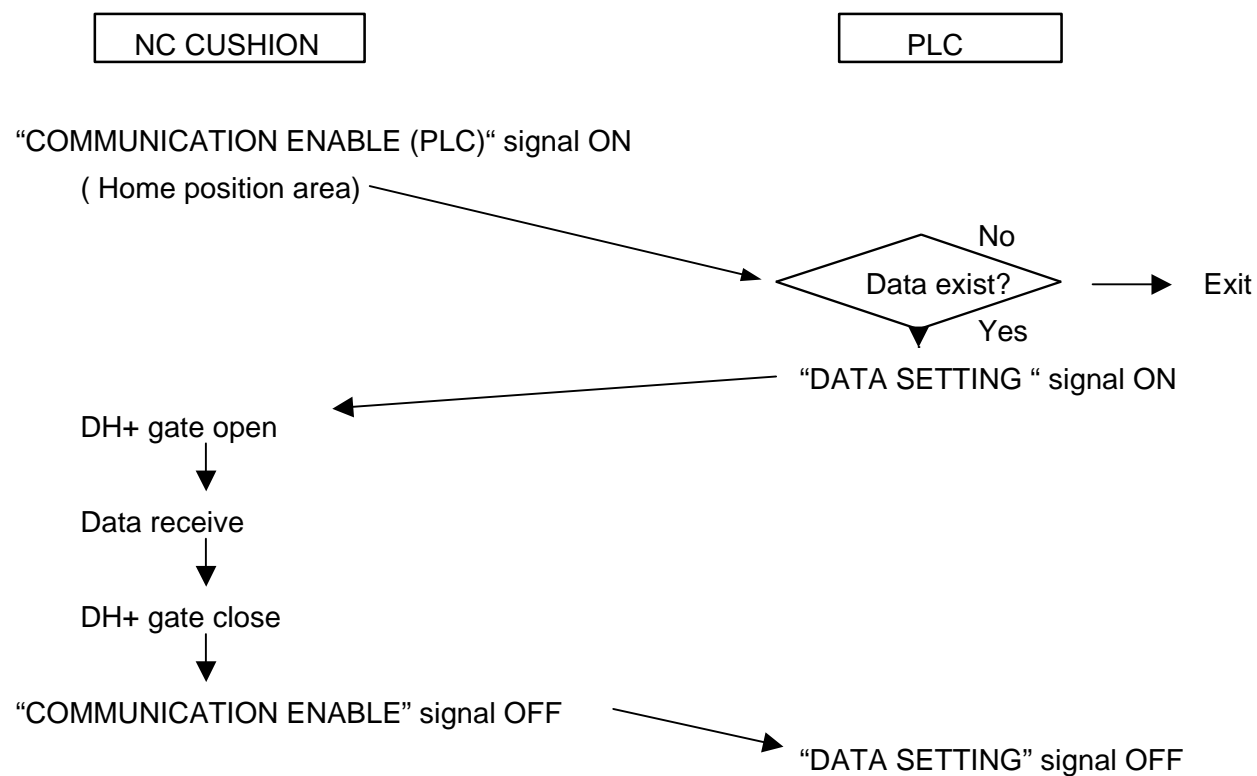 NC CUSHION
PLC
“COMMUNICATION ENABLE (PLC)“ signal ON
( Home position area)
No
Data exist?
Exit
Yes
“DATA SETTING “ signal ON
DH+ gate open
Data receive
DH+ gate close
“COMMUNICATION ENABLE” signal OFF
“DATA SETTING” signal OFF